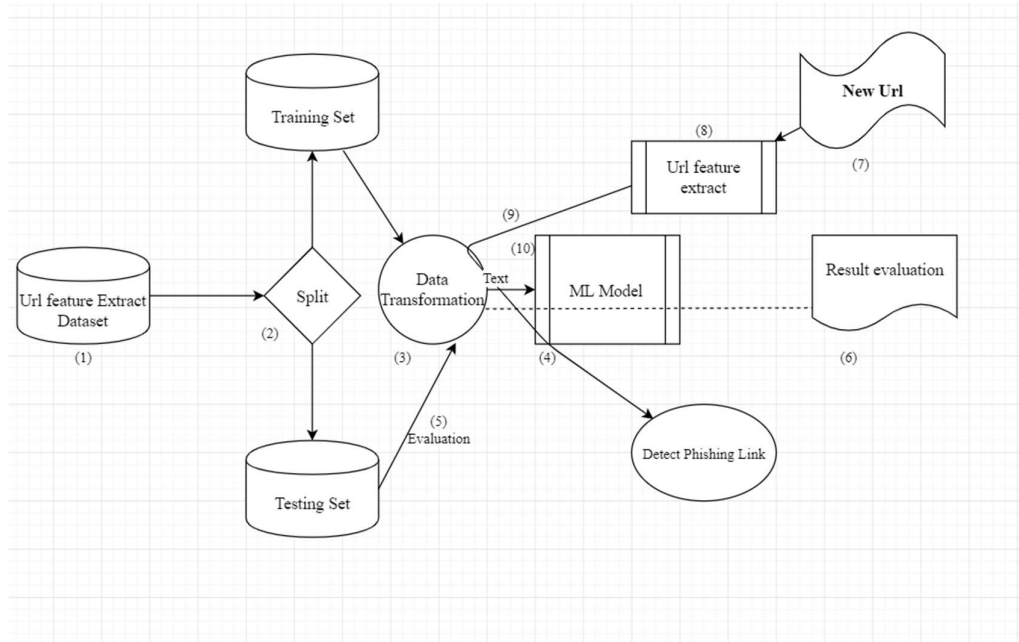 New Url
(7)
Training Set
(8)
Url feature
extract
(9)
(10)
Url feature Extract
Dataset
(1)
Split
(2)
Data
Transformation
(3)
Text
ML Model
(4)
Result evaluation
(6)
(5)
Evaluation
Detect Phishing Link
Testing Set